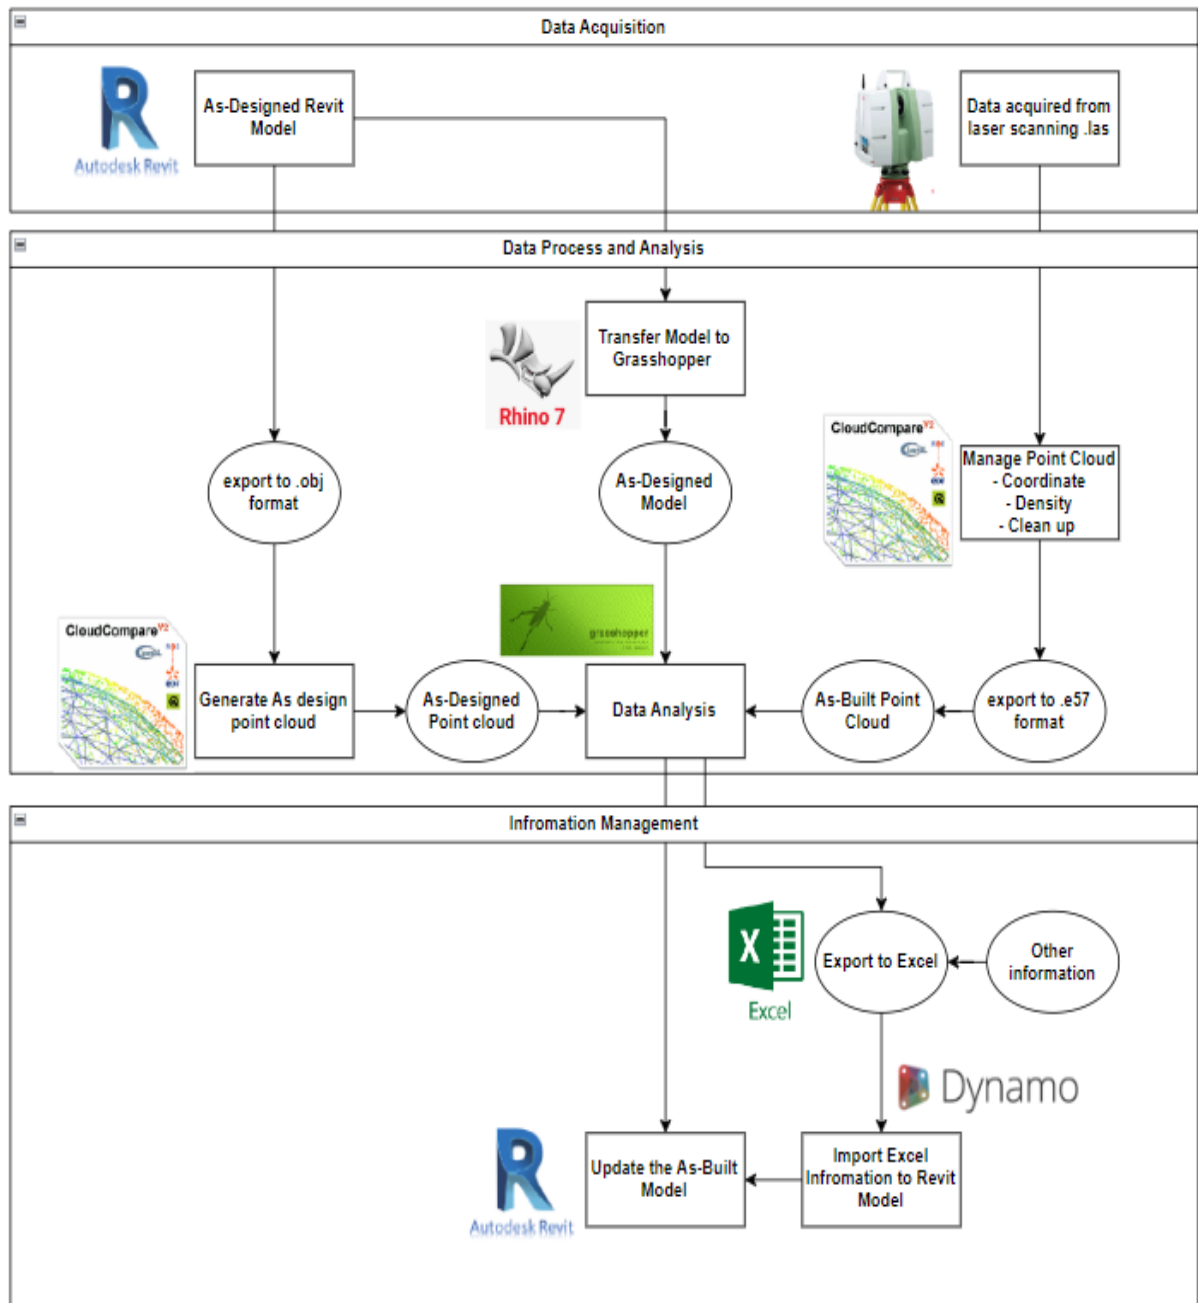 Data Acquisition
As-Designed Revit
Model
Autodesk Revit
Data acquired from
laser scanning .las
Data Process and Analysis
Transfer Model to
Grasshopper
Rhino 7
export to .obj
format
As-Designed
Model
CloudCompare V2
Manage Point Cloud
- Coordinate
- Density
- Clean up
CloudCompare V2
grasshopper
Generate As design
point cloud
As-Designed
Point cloud
Data Analysis
As-Built Point
Cloud
export to .e57
format
Infromation Management
Excel
Export to Excel
Other
information
Dynamo
Autodesk Revit
Update the As-Built
Model
Import Excel
Infromation to Revit
Model